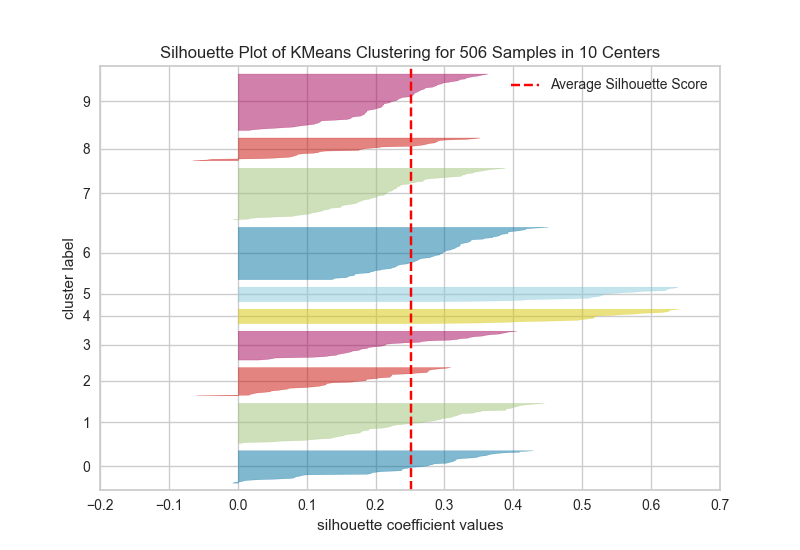 Silhouette Plot of KMeans Clustering for 506 Samples in 10 Centers
Average Silhouette Score
cluster label
9
8
7
6
5
4
3
2
1
0
−0.2 −0.1 0.0 0.1 0.2 0.3 0.4 0.5 0.6 0.7
silhouette coefficient values